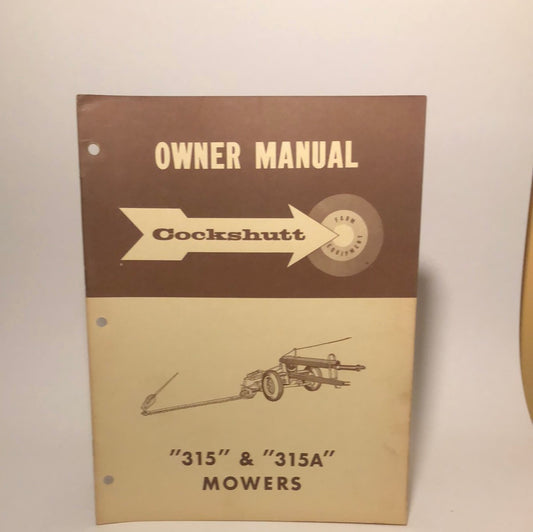 OWNER MANUAL
Cockshutt
FARM
EQUIPMENT
"315" & "315A"
MOWERS